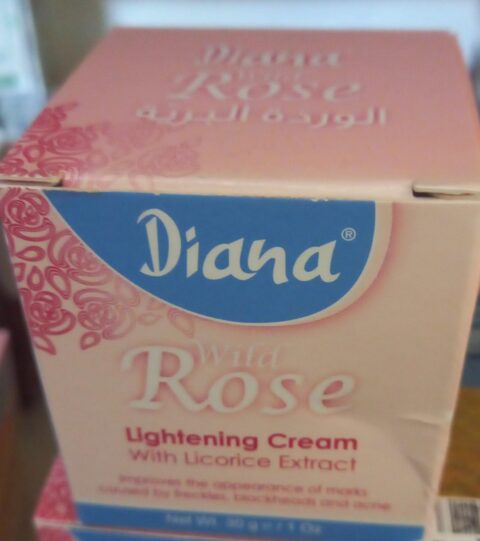 Diana
Wild
Rose
الوردة البرية
Diana®
Wild
Rose
Lightening Cream
With Licorice Extract
Improves the appearance of marks
caused by freckles, blackheads and acne
Net Wt. 30 g ℮ / 1 Oz